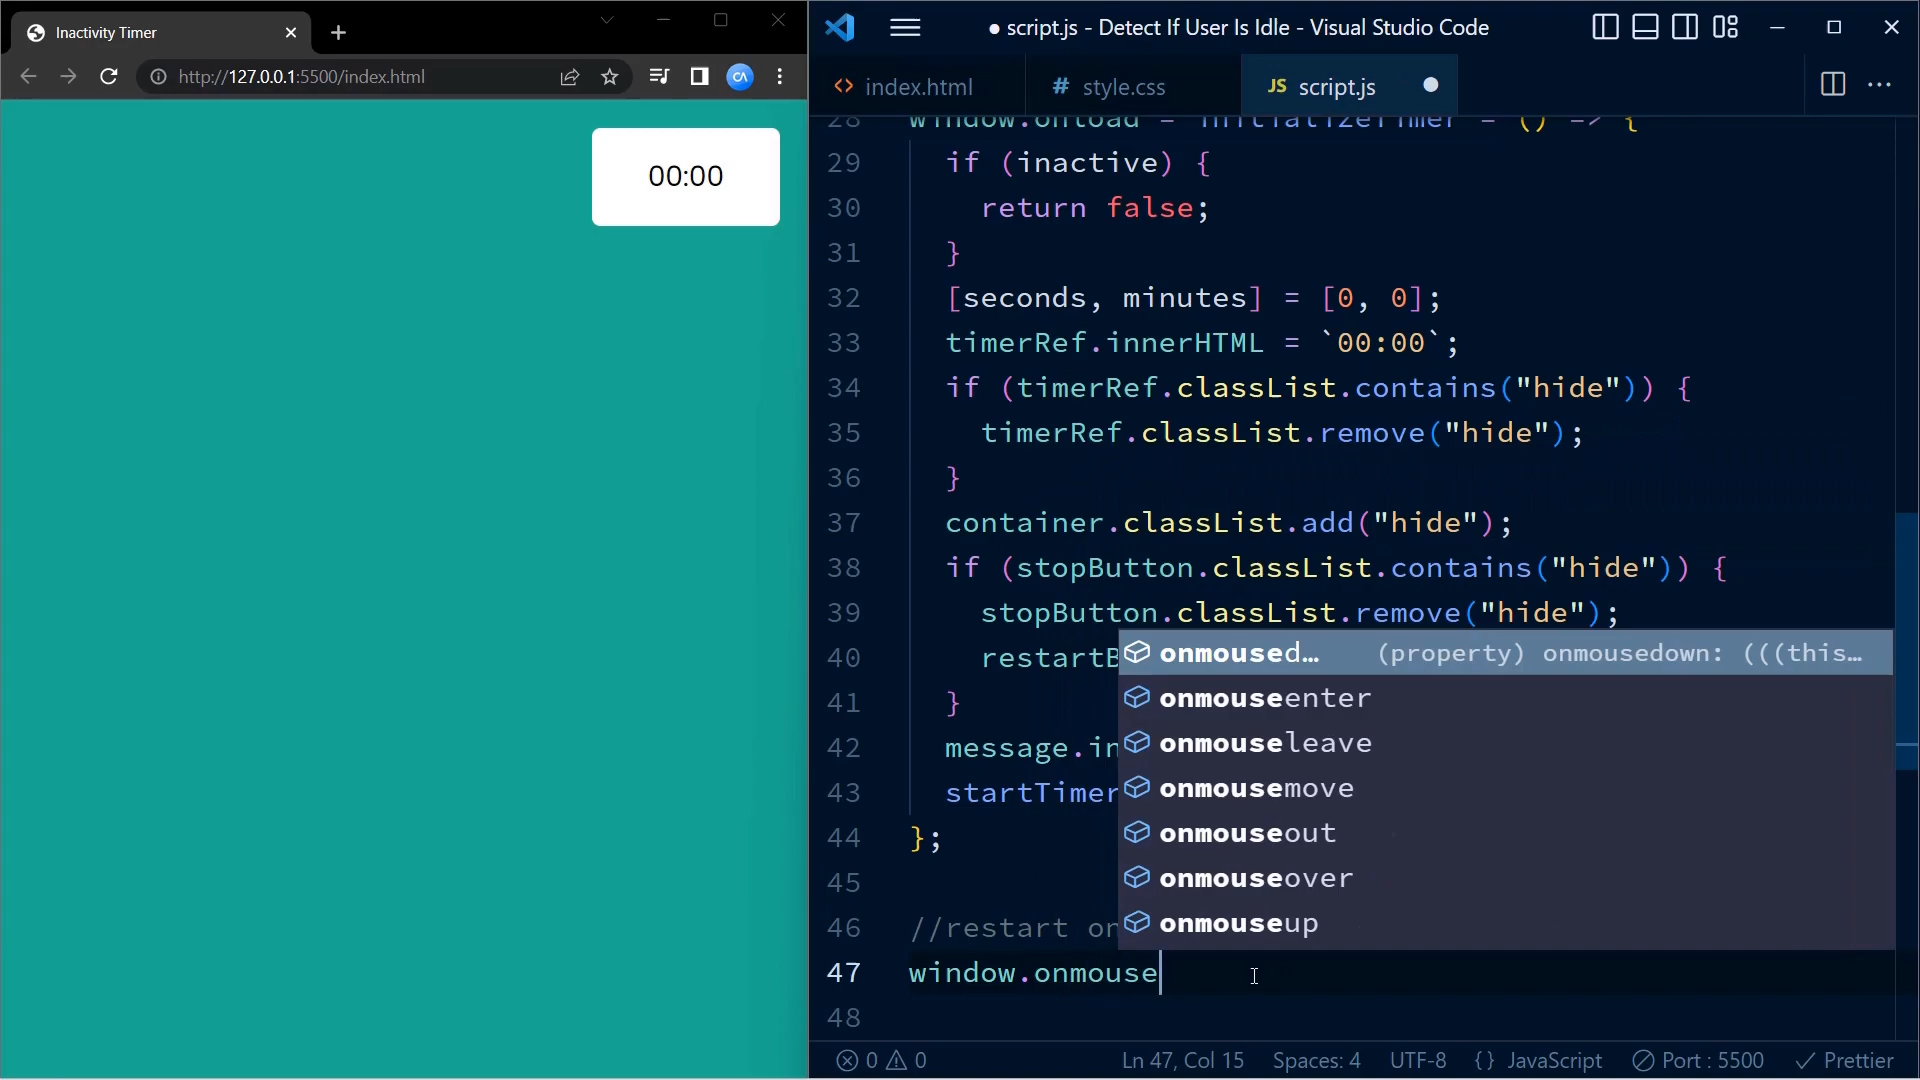 Inactivity Timer
http://127.0.0.1:5500/index.html
CA
00:00
script.js - Detect If User Is Idle - Visual Studio Code
index.html
# style.css
JS script.js
28 window.onload = initializeTimer = () => {
29 if (inactive) {
30 return false;
31 }
32 [seconds, minutes] = [0, 0];
33 timerRef.innerHTML = `00:00`;
34 if (timerRef.classList.contains("hide")) {
35 timerRef.classList.remove("hide");
36 }
37 container.classList.add("hide");
38 if (stopButton.classList.contains("hide")) {
39 stopButton.classList.remove("hide");
40 restartB
41 }
42 message.in
43 startTimer
44 };
45
46 //restart on
47 window.onmouse
48
onmoused… (property) onmousedown: (((this…
onmouseenter
onmouseleave
onmousemove
onmouseout
onmouseover
onmouseup
0 0 Ln 47, Col 15 Spaces: 4 UTF-8 {} JavaScript Port : 5500 Prettier